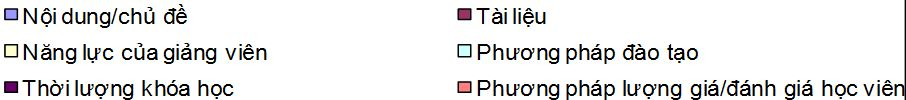 Nội dung/chủ đề
Tài liệu
Năng lực của giảng viên
Phương pháp đào tạo
Thời lượng khóa học
Phương pháp lượng giá/đánh giá học viên